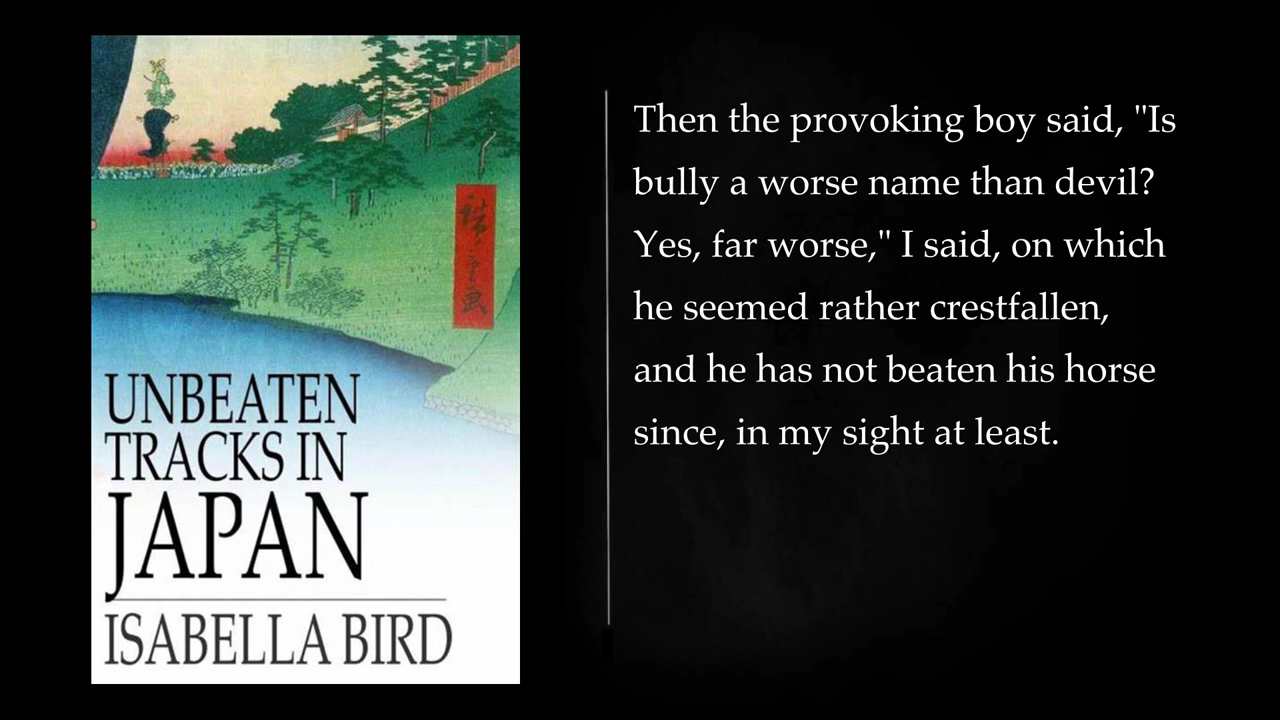 UNBEATEN
TRACKS IN
JAPAN
ISABELLA BIRD
Then the provoking boy said, "Is
bully a worse name than devil?
Yes, far worse," I said, on which
he seemed rather crestfallen,
and he has not beaten his horse
since, in my sight at least.